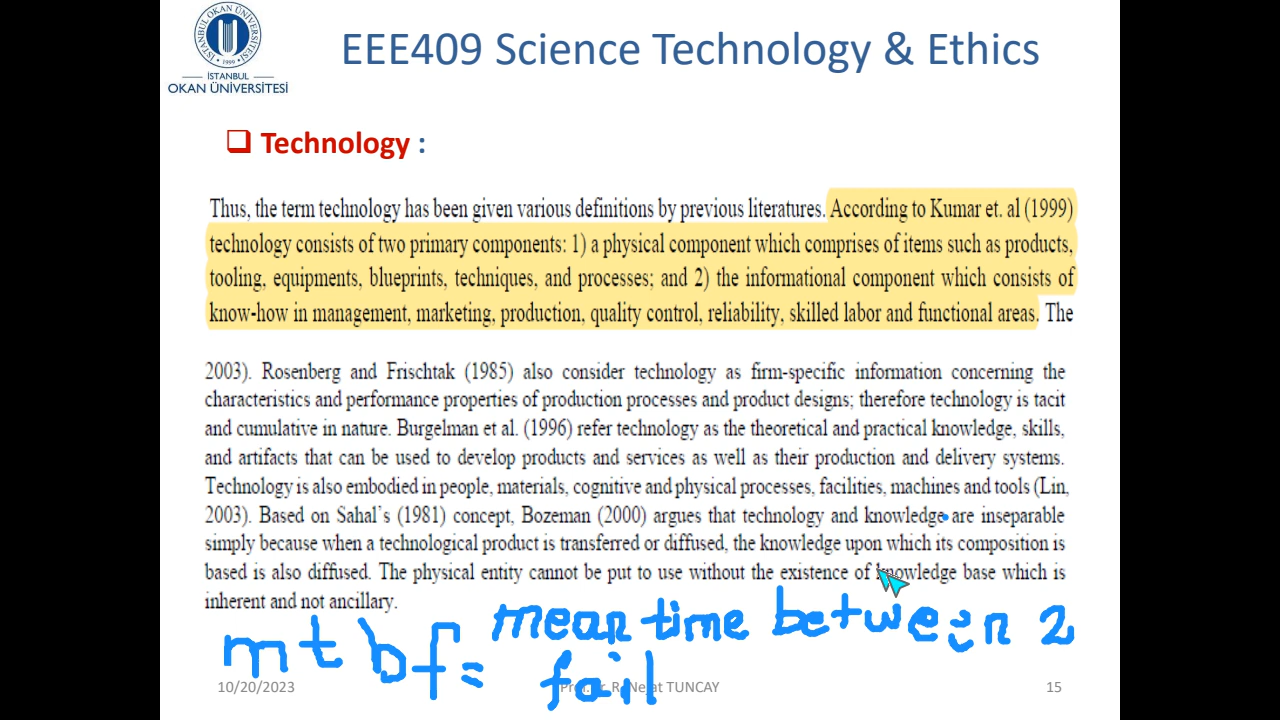 İSTANBUL OKAN ÜNİVERSİTESİ
1999
İSTANBUL
OKAN ÜNİVERSİTESİ
EEE409 Science Technology & Ethics
Technology :
Thus, the term technology has been given various definitions by previous literatures. According to Kumar et. al (1999)
technology consists of two primary components: 1) a physical component which comprises of items such as products,
tooling, equipments, blueprints, techniques, and processes; and 2) the informational component which consists of
know-how in management, marketing, production, quality control, reliability, skilled labor and functional areas. The
2003). Rosenberg and Frischtak (1985) also consider technology as firm-specific information concerning the
characteristics and performance properties of production processes and product designs; therefore technology is tacit
and cumulative in nature. Burgelman et al. (1996) refer technology as the theoretical and practical knowledge, skills,
and artifacts that can be used to develop products and services as well as their production and delivery systems.
Technology is also embodied in people, materials, cognitive and physical processes, facilities, machines and tools (Lin,
2003). Based on Sahal's (1981) concept, Bozeman (2000) argues that technology and knowledge are inseparable
simply because when a technological product is transferred or diffused, the knowledge upon which its composition is
based is also diffused. The physical entity cannot be put to use without the existence of knowledge base which is
inherent and not ancillary.
mtbf = mean time between 2
fail
10/20/2023
Prof. Dr. R. Nejat TUNCAY
15